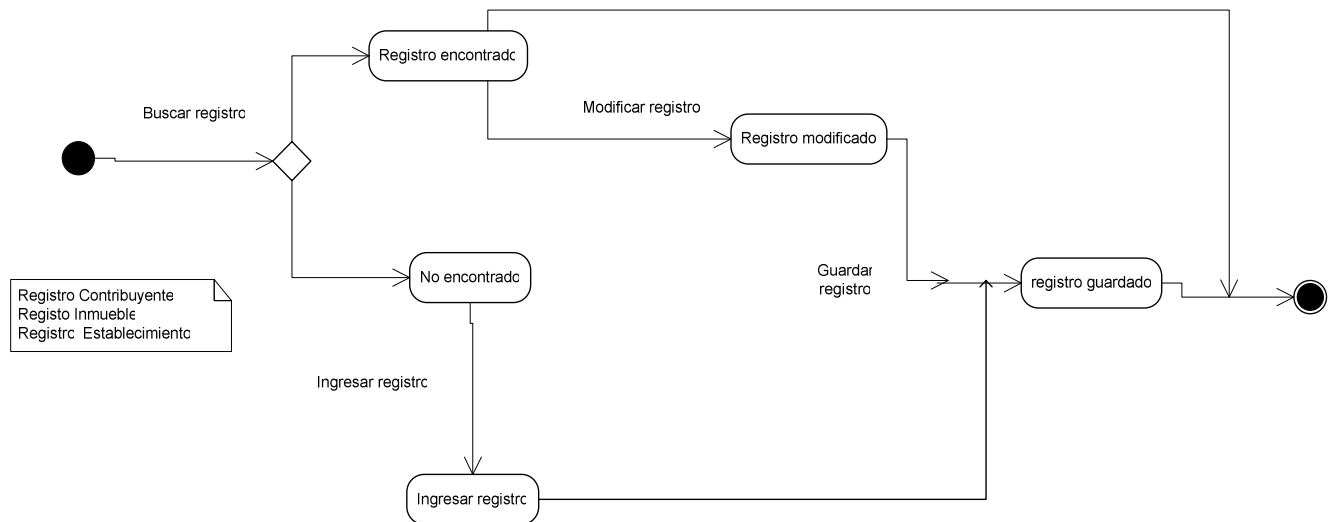 Registro encontrado
Buscar registro
Modificar registro
Registro modificado
No encontrado
Guardar
registro
registro guardado
Registro Contribuyente
Registo Inmueble
Registro Establecimiento
Ingresar registro
Ingresar registro